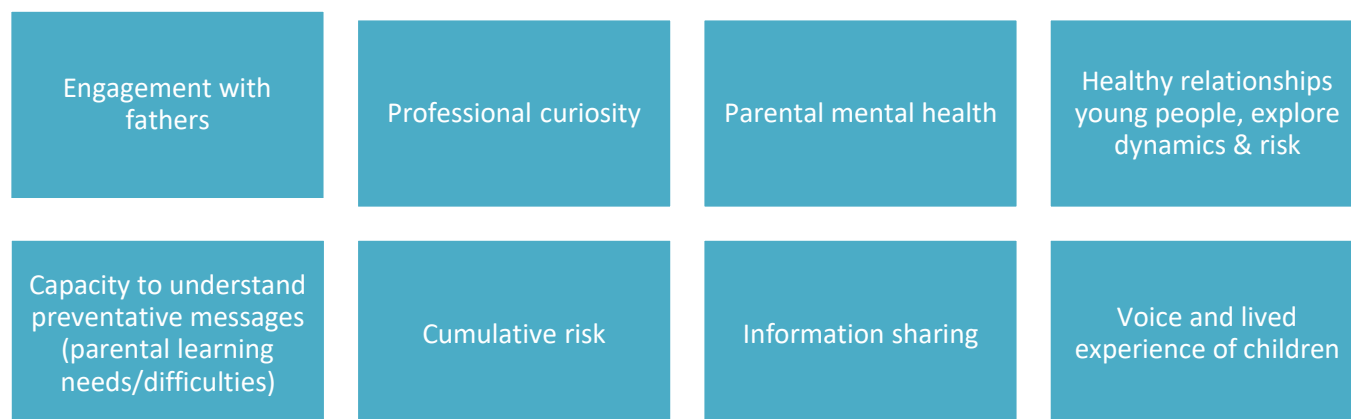 Engagement with
fathers
Professional curiosity
Parental mental health
Healthy relationships
young people, explore
dynamics & risk
Capacity to understand
preventative messages
(parental learning
needs/difficulties)
Cumulative risk
Information sharing
Voice and lived
experience of children